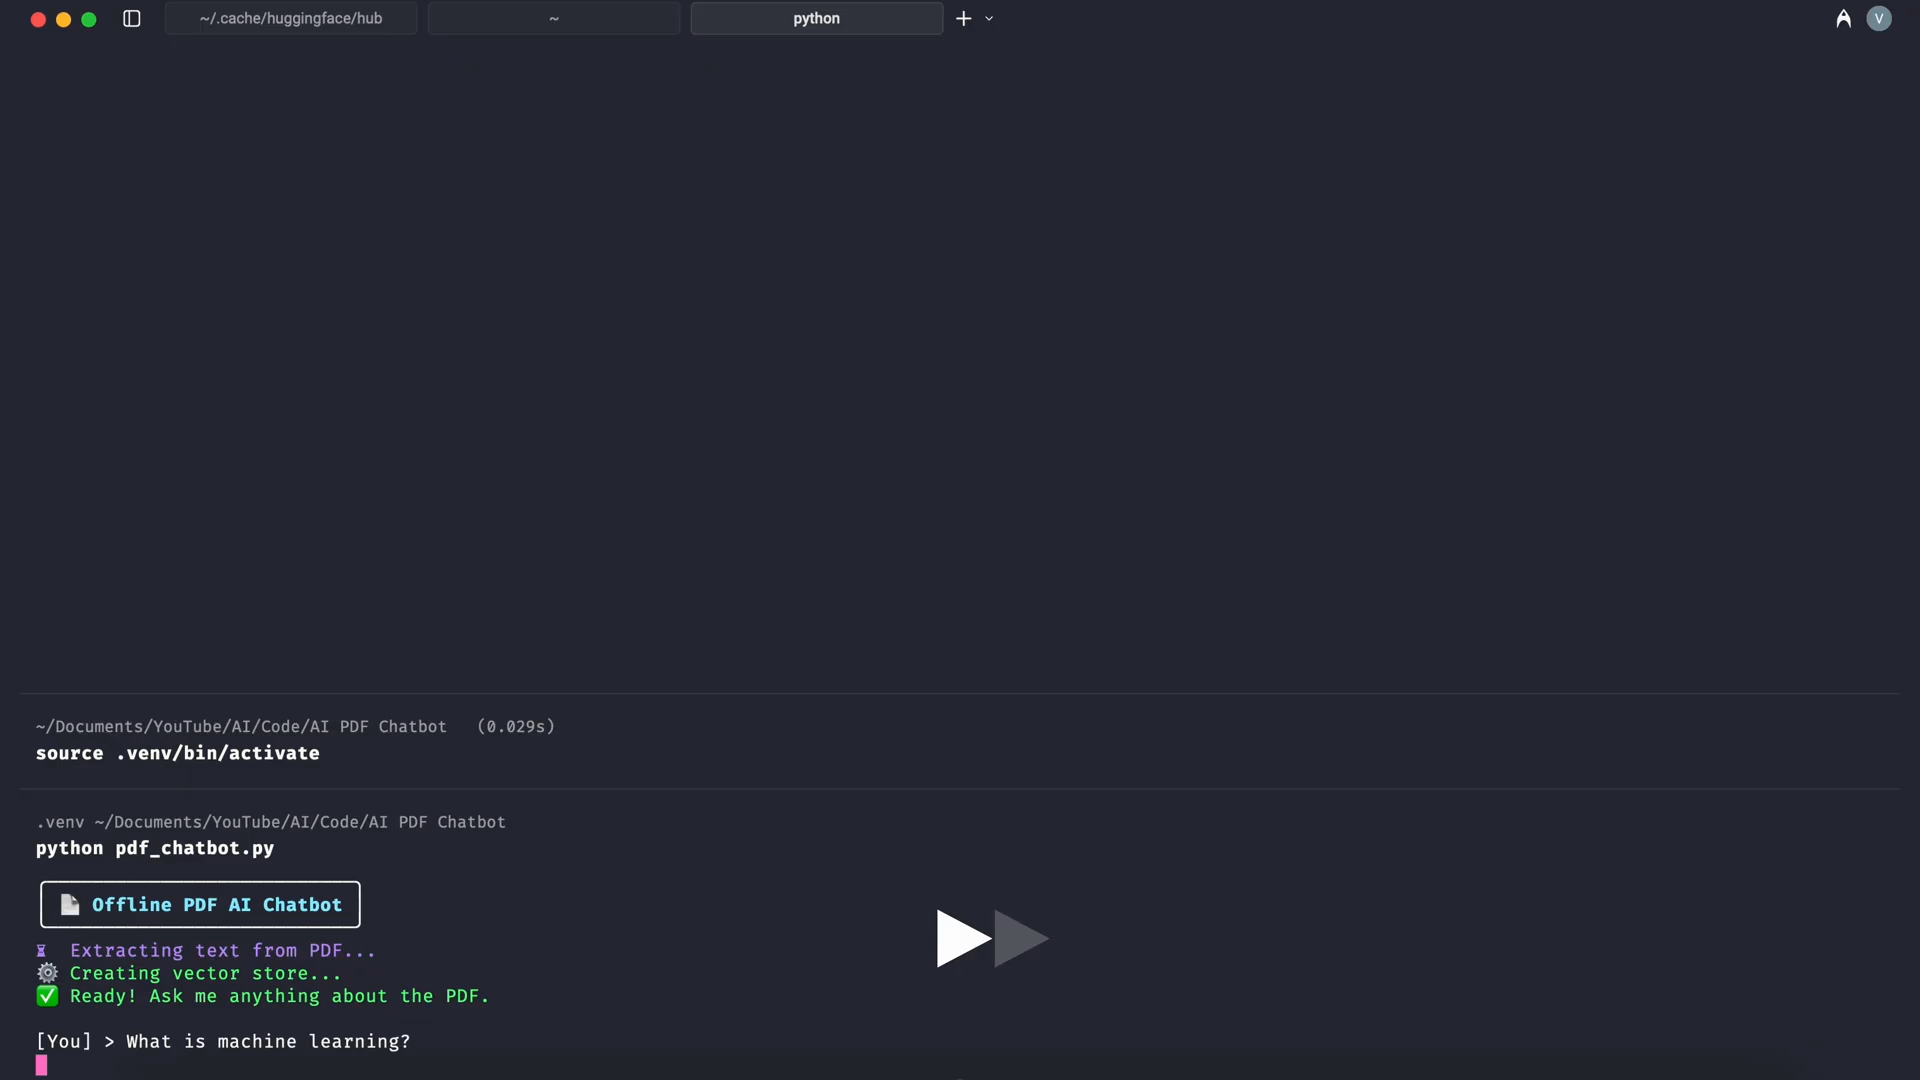 ~/.cache/huggingface/hub
~
python
V
~/Documents/YouTube/AI/Code/AI PDF Chatbot (0.029s)
source .venv/bin/activate
.venv ~/Documents/YouTube/AI/Code/AI PDF Chatbot
python pdf_chatbot.py
Offline PDF AI Chatbot
Extracting text from PDF...
Creating vector store...
Ready! Ask me anything about the PDF.
[You] > What is machine learning?